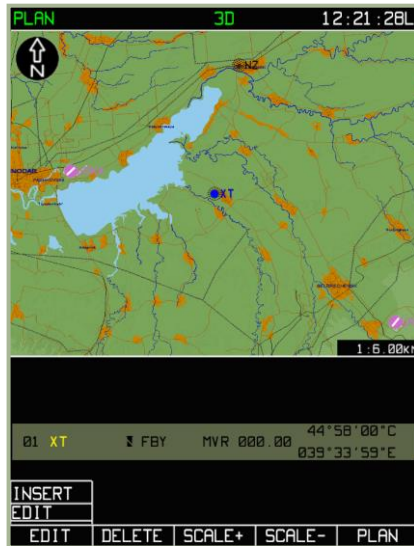 PLAN 3D 12:21:28L
N
NZ
XT
1:6.00км
01 XT FBY MVR 000.00 44°58'00"С
039°33'59"E
INSERT
EDIT
EDIT DELETE SCALE+ SCALE- PLAN